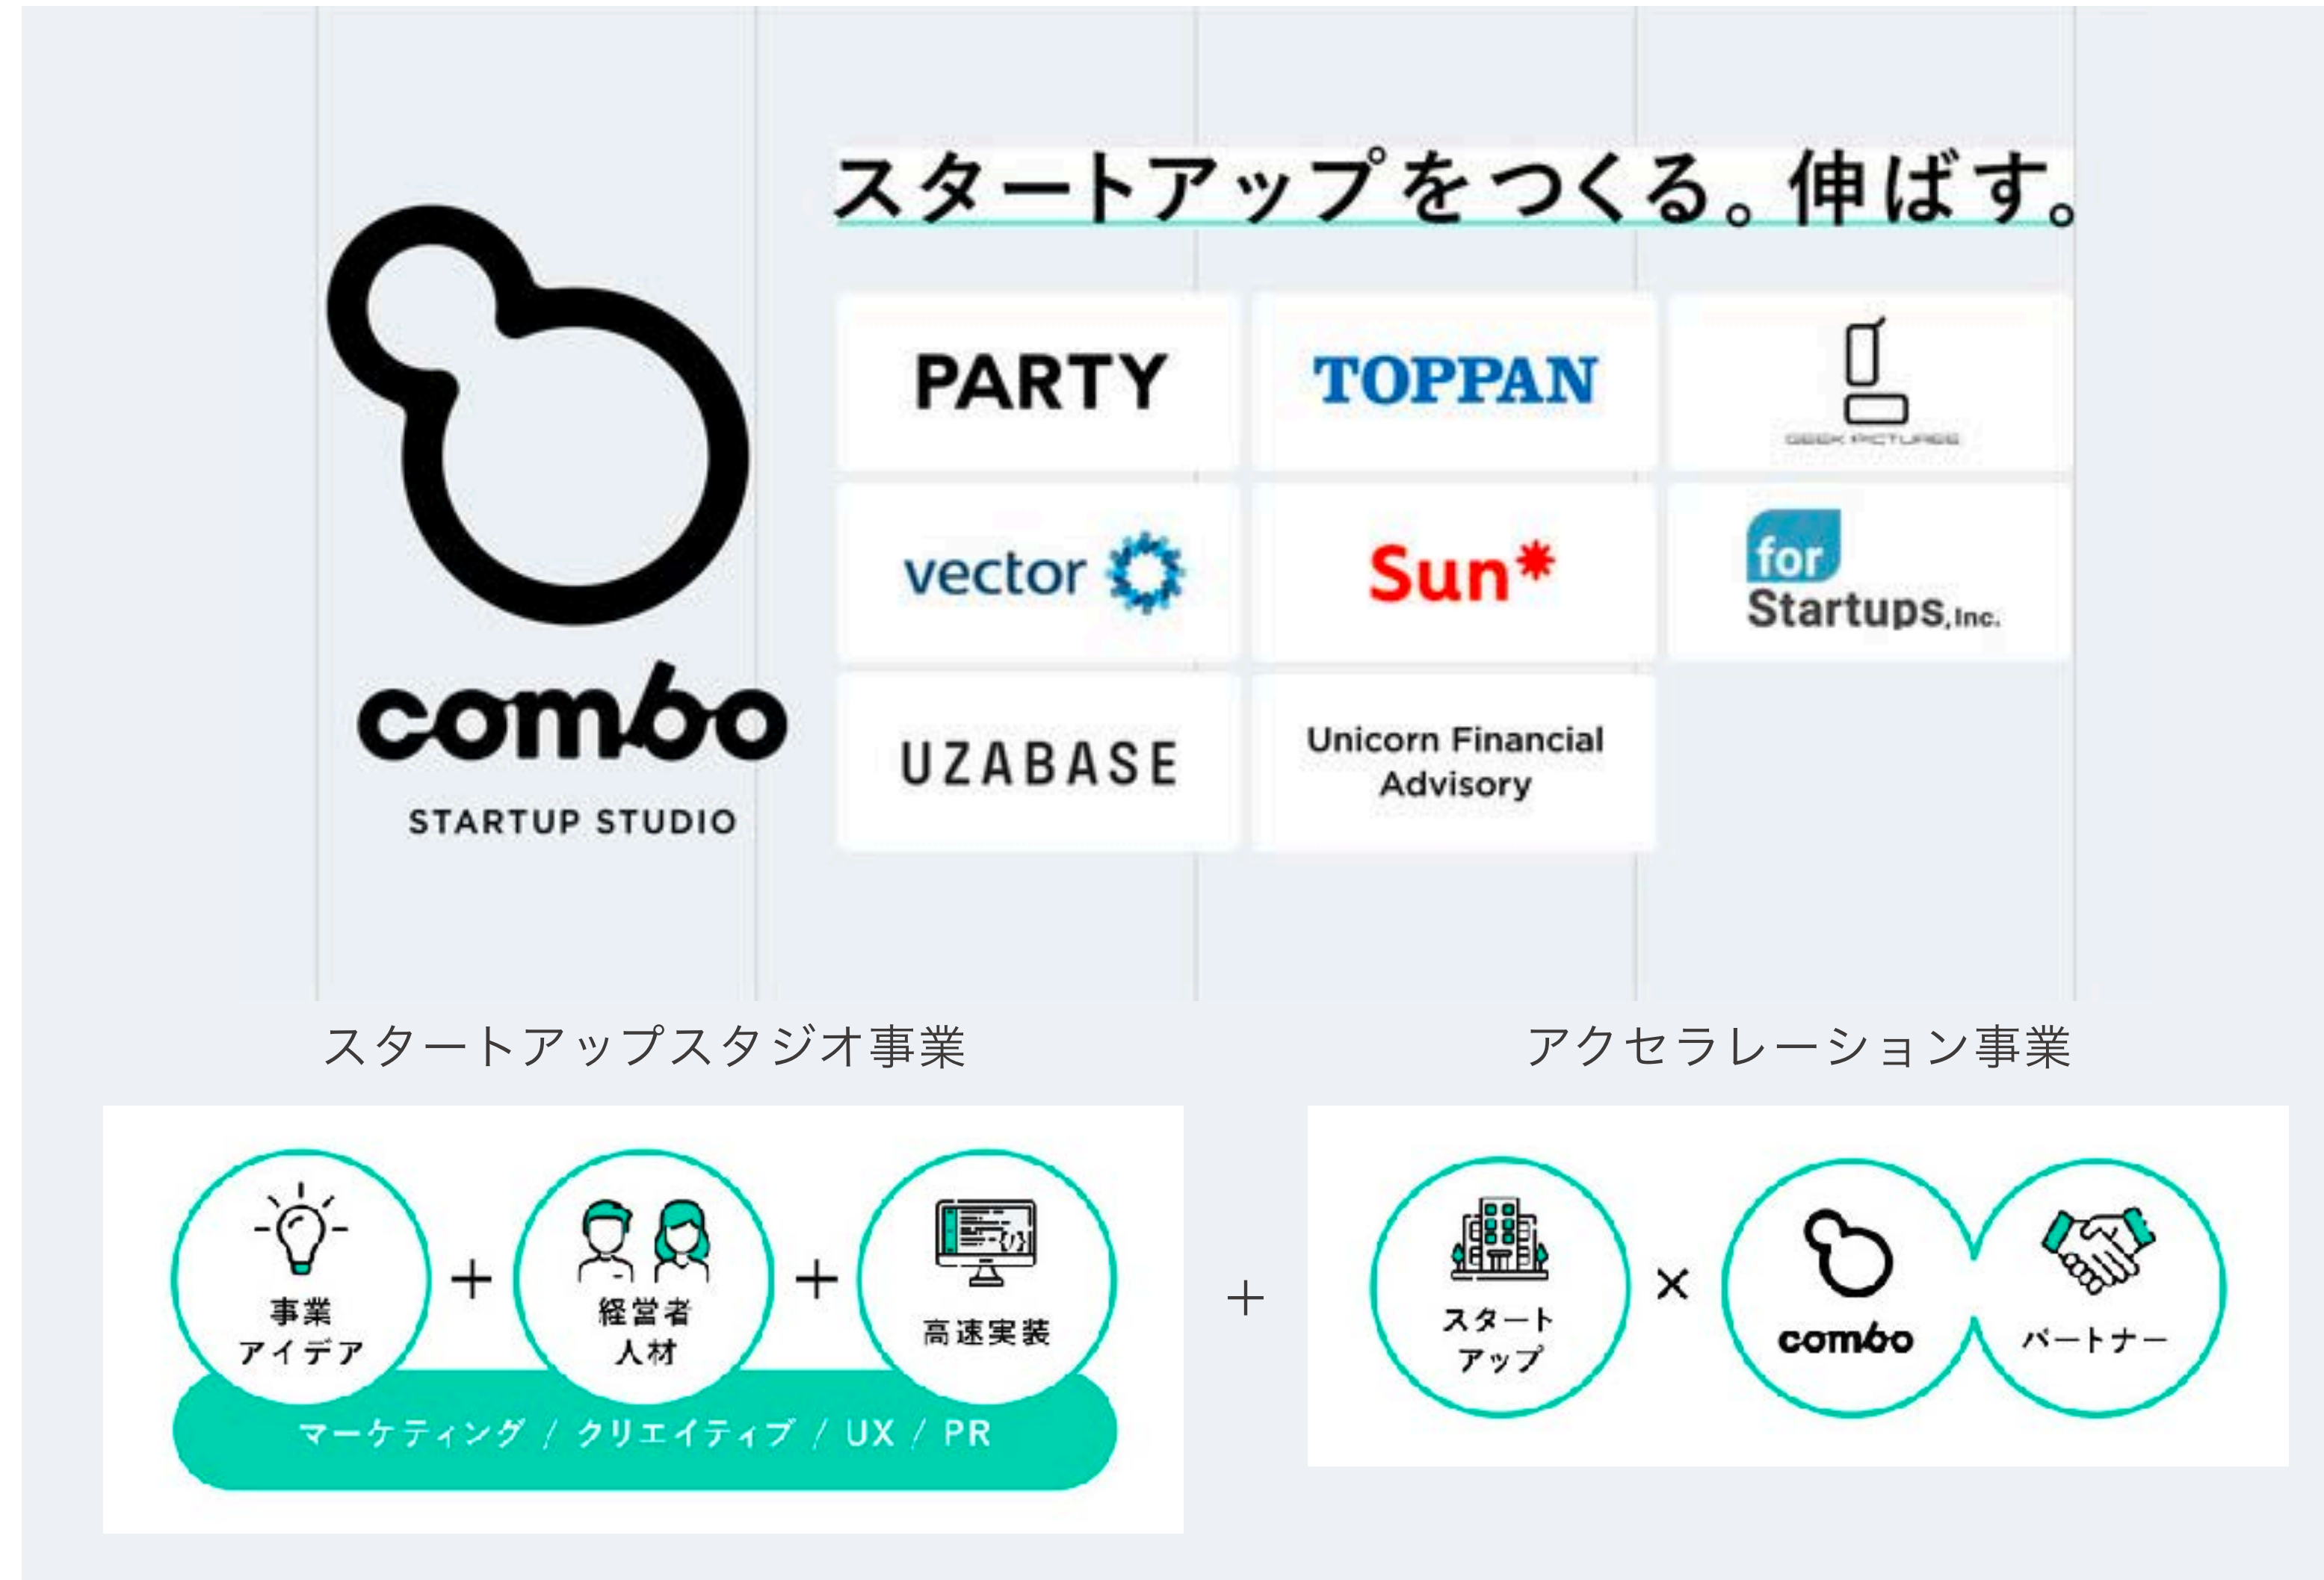 スタートアップをつくる。伸ばす。
combo
STARTUP STUDIO
PARTY
TOPPAN
GEEK PICTURES
vector
Sun*
for
Startups,Inc.
UZABASE
Unicorn Financial
Advisory
スタートアップスタジオ事業
事業
アイデア
+
経営者
人材
+
高速実装
マーケティング / クリエイティブ / UX / PR
+
アクセラレーション事業
スタート
アップ
×
combo
パートナー